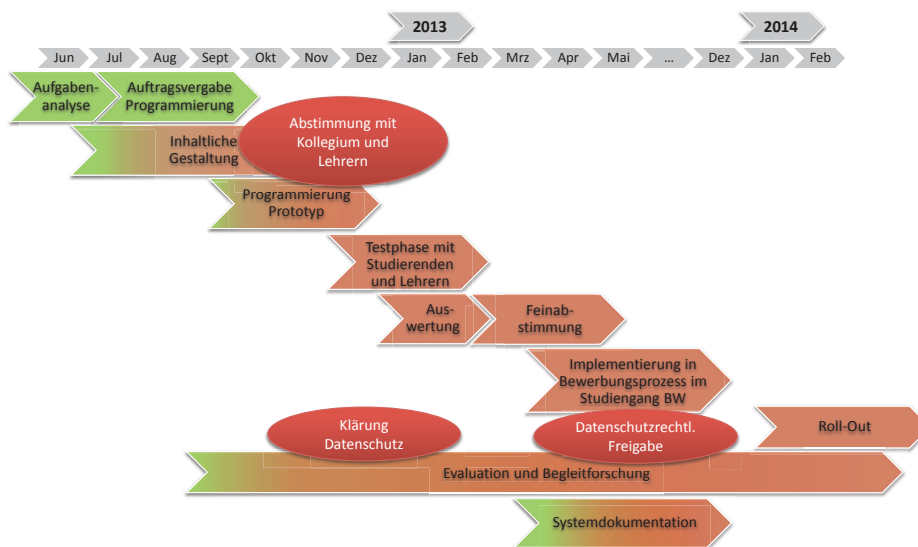 2013
2014
Jun Jul Aug Sept Okt Nov Dez Jan Feb Mrz Apr Mai ... Dez Jan Feb
Aufgaben-
analyse
Auftragsvergabe
Programmierung
Inhaltliche
Gestaltung
Abstimmung mit
Kollegium und
Lehrern
Programmierung
Prototyp
Testphase mit
Studierenden
und Lehrern
Aus-
wertung
Feinab-
stimmung
Implementierung in
Bewerbungsprozess im
Studiengang BW
Klärung
Datenschutz
Datenschutzrechtl.
Freigabe
Roll-Out
Evaluation und Begleitforschung
Systemdokumentation